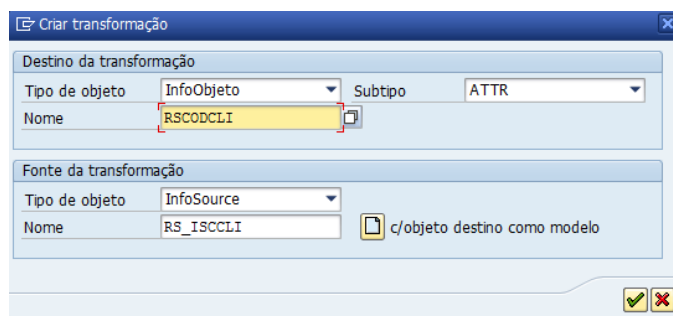 Criar transformação
Destino da transformação
Tipo de objeto InfoObjeto Subtipo ATTR
Nome RSCODCLI
Fonte da transformação
Tipo de objeto InfoSource
Nome RS_ISCCLI c/objeto destino como modelo